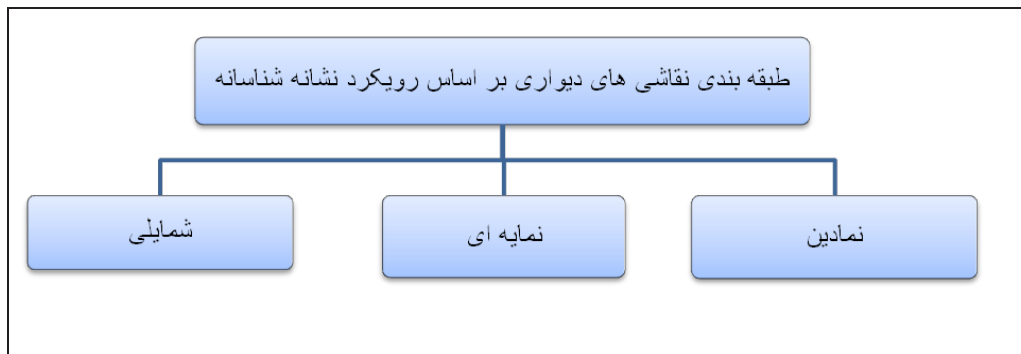 طبقه بندی نقاشی های دیواری بر اساس رویکرد نشانه شناسانه
نمادین
نمایه ای
شمایلی